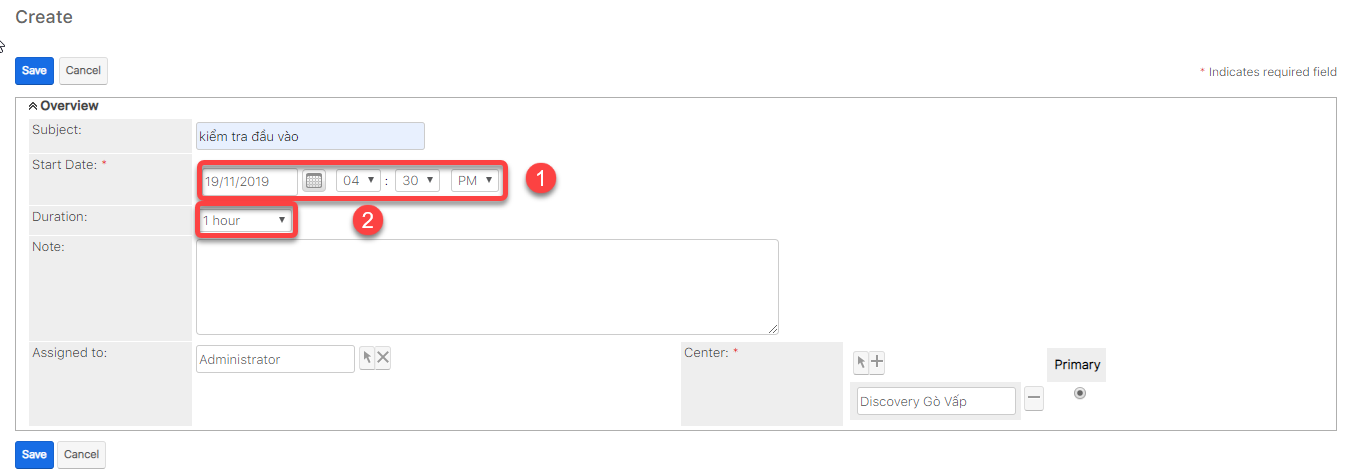 Create
Save Cancel
* Indicates required field
Overview
Subject: kiểm tra đầu vào
Start Date: * 19/11/2019 04 : 30 PM 1
Duration: 1 hour 2
Note:
Assigned to: Administrator Center: * Primary
Discovery Gò Vấp
Save Cancel